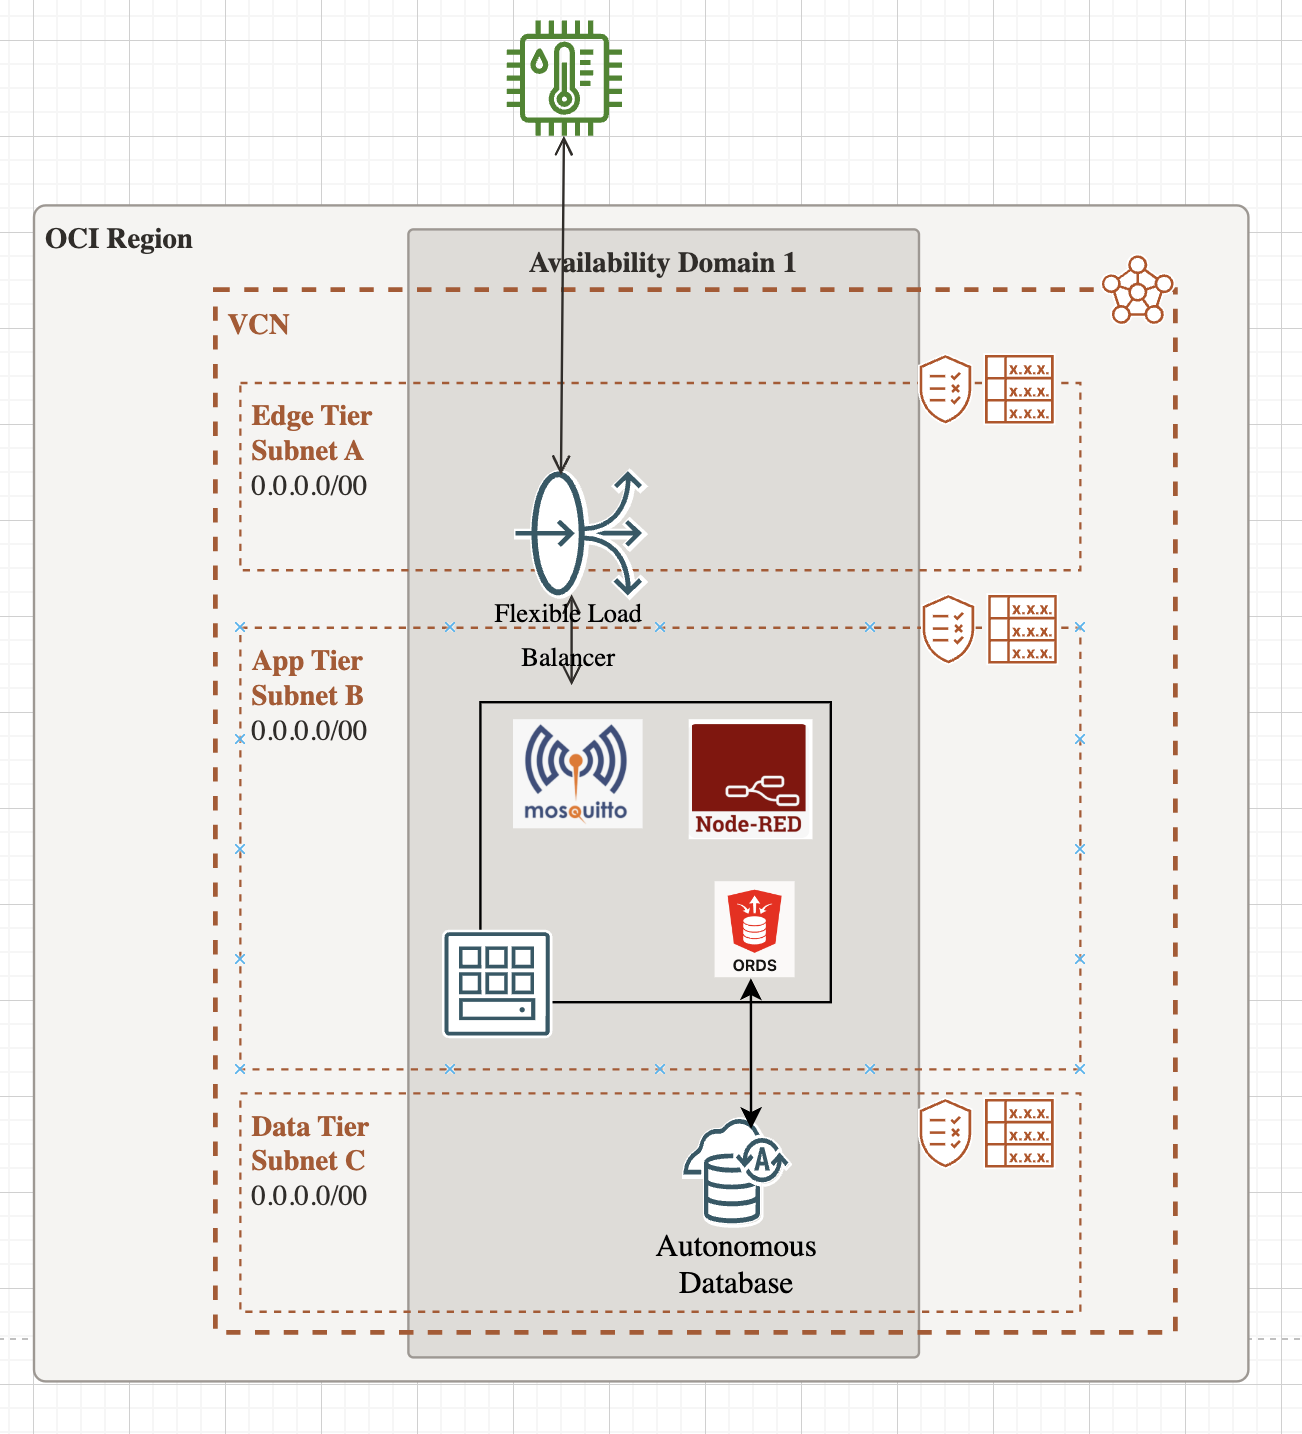 OCI Region
Availability Domain 1
VCN
x.x.x.
x.x.x.
x.x.x.
Edge Tier
Subnet A
0.0.0.0/00
Flexible Load
Balancer
x.x.x.
x.x.x.
x.x.x.
App Tier
Subnet B
0.0.0.0/00
mosquitto
Node-RED
ORDS
x.x.x.
x.x.x.
x.x.x.
Data Tier
Subnet C
0.0.0.0/00
A
Autonomous
Database